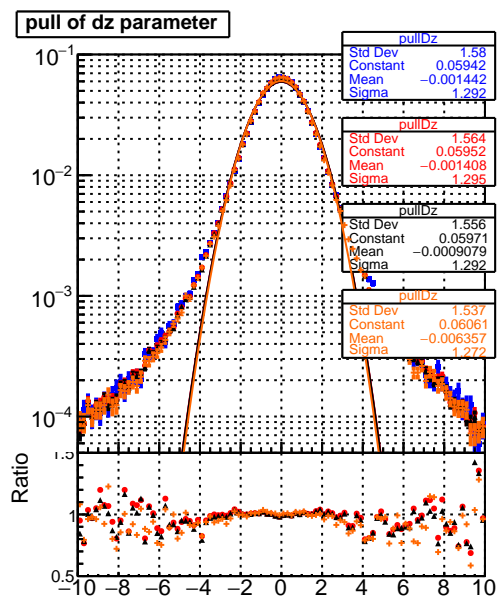 pull of dz parameter
10⁻¹
10⁻²
10⁻³
10⁻⁴
pullDz
Std Dev 1.58
Constant 0.05942
Mean −0.001442
Sigma 1.292
pullDz
Std Dev 1.564
Constant 0.05952
Mean −0.001408
Sigma 1.295
pullDz
Std Dev 1.556
Constant 0.05971
Mean −0.0009079
Sigma 1.292
pullDz
Std Dev 1.537
Constant 0.06061
Mean −0.006357
Sigma 1.272
1.5
1
0.5
Ratio
−10 −8 −6 −4 −2 0 2 4 6 8 10